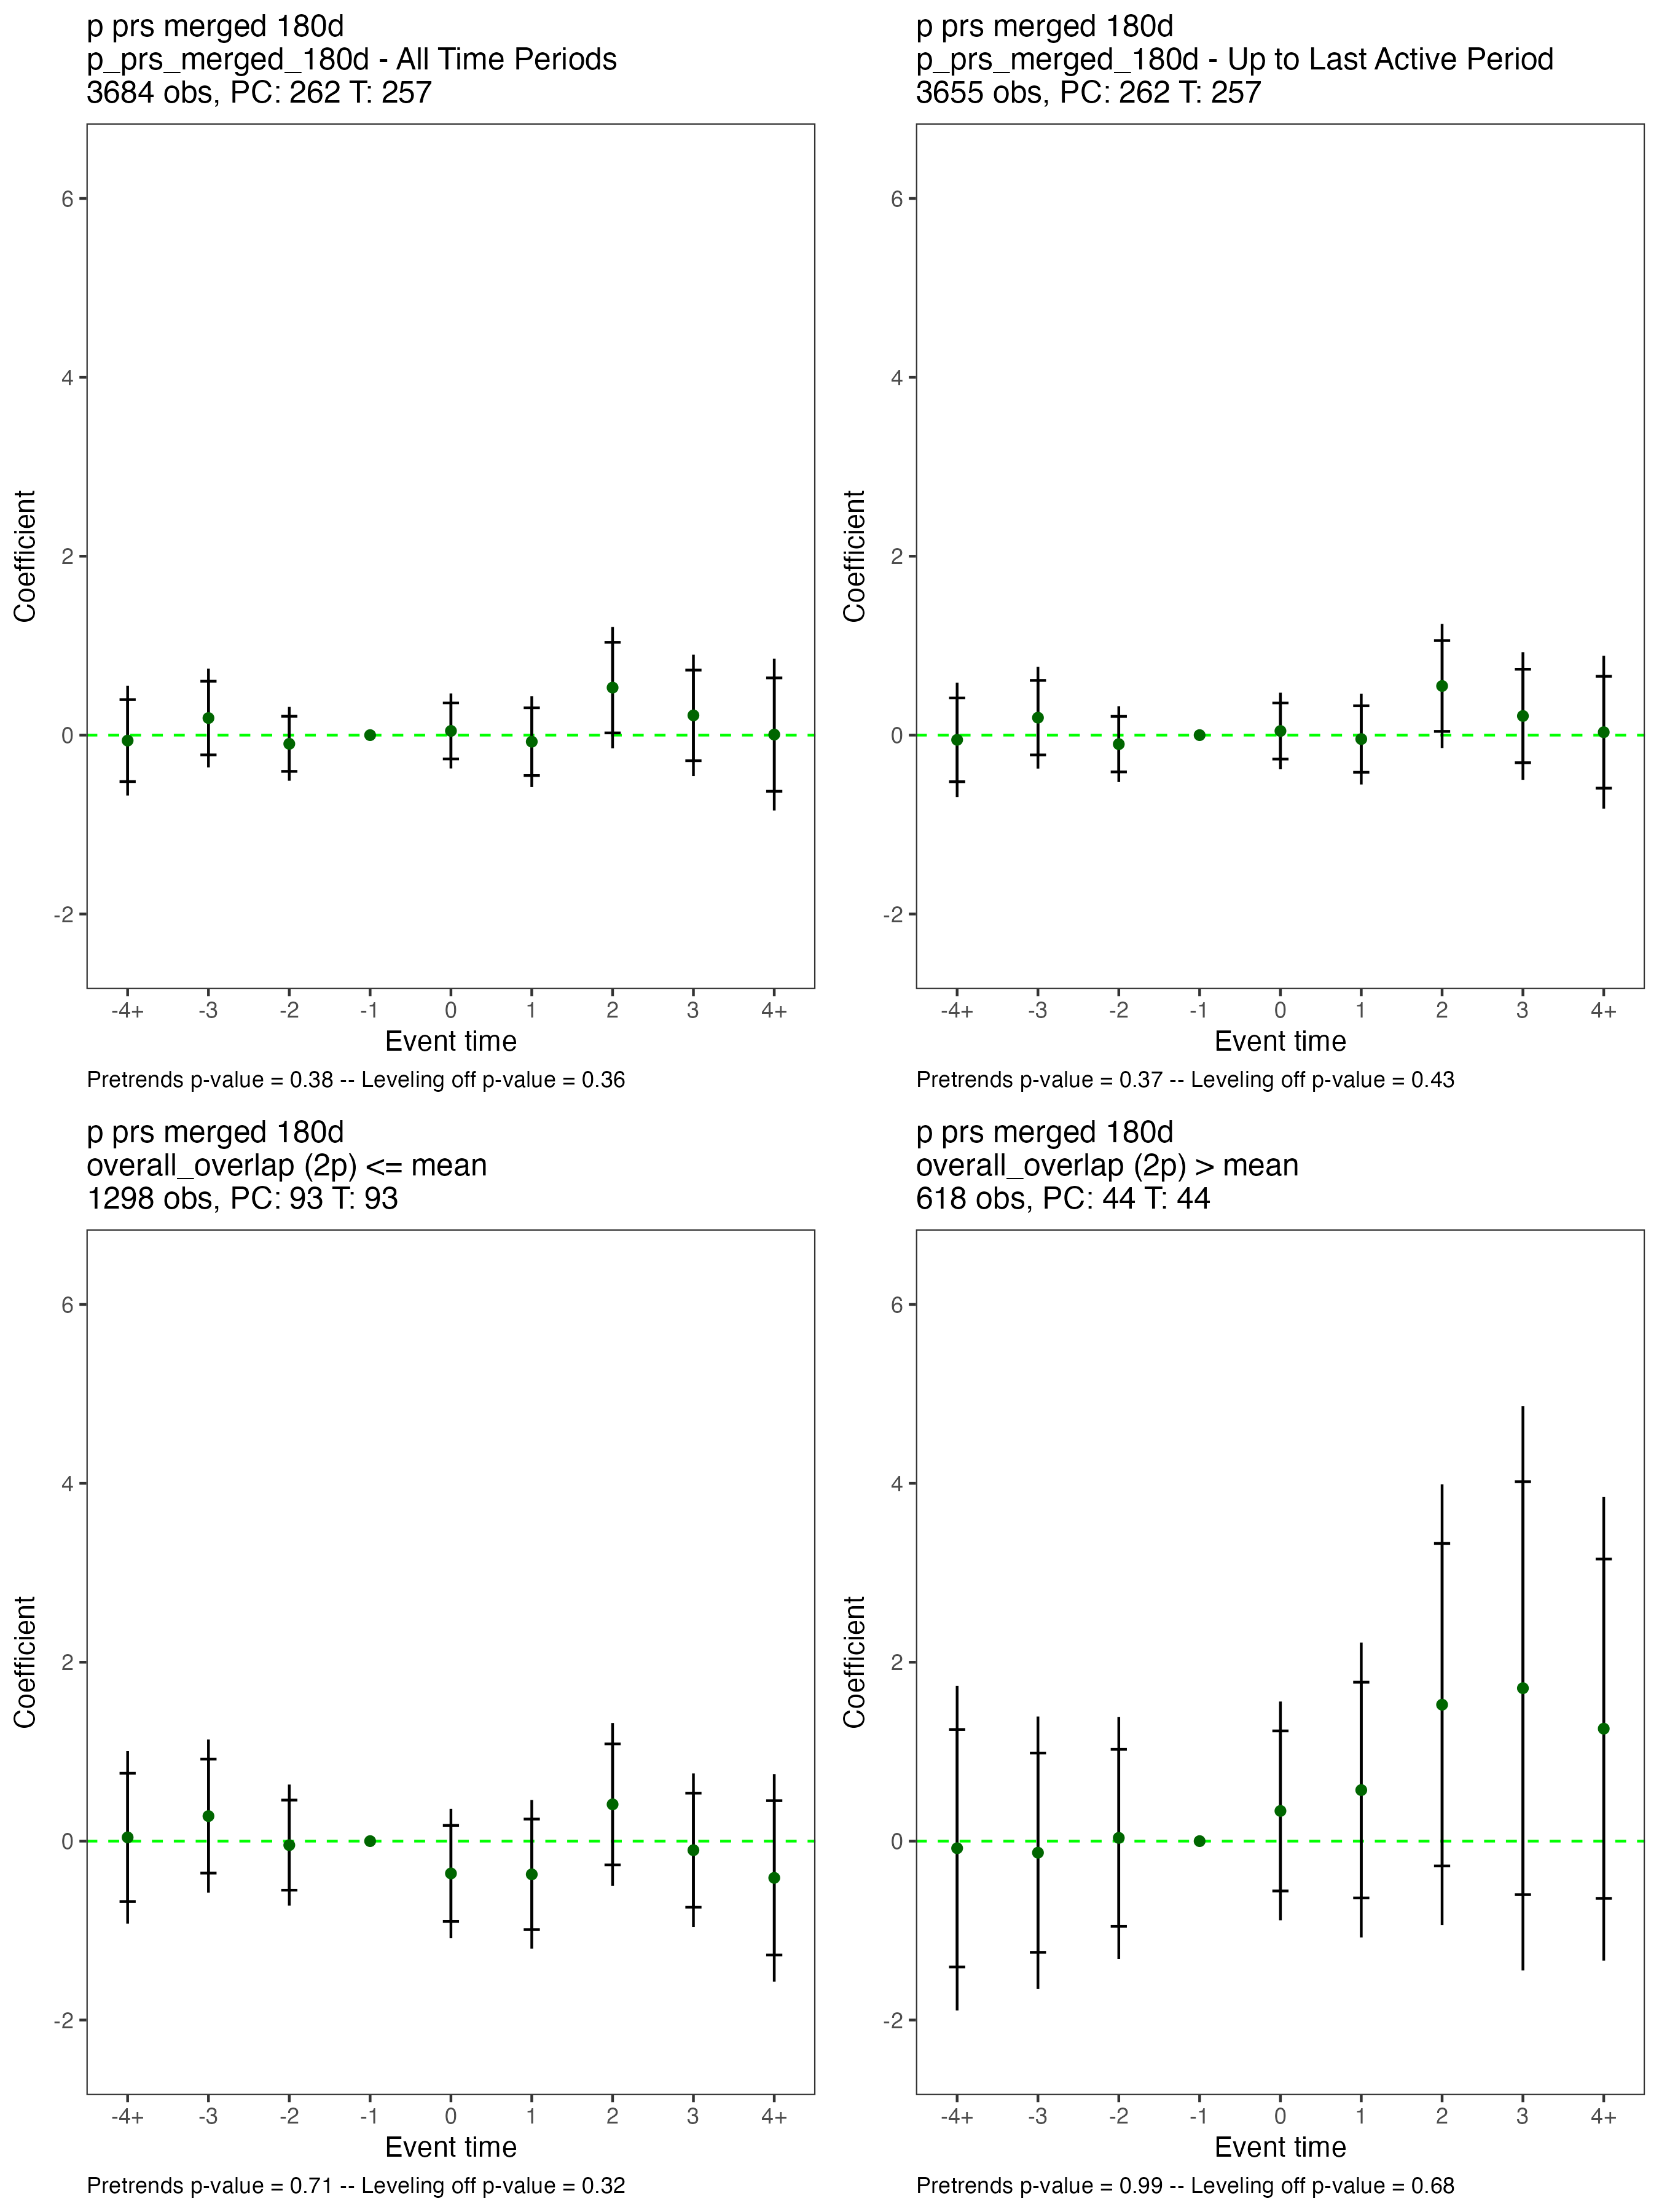 p prs merged 180d
p_prs_merged_180d - All Time Periods
3684 obs, PC: 262 T: 257
Coefficient
6
4
2
0
-2
-4+ -3 -2 -1 0 1 2 3 4+
Event time
Pretrends p-value = 0.38 -- Leveling off p-value = 0.36
p prs merged 180d
p_prs_merged_180d - Up to Last Active Period
3655 obs, PC: 262 T: 257
Coefficient
6
4
2
0
-2
-4+ -3 -2 -1 0 1 2 3 4+
Event time
Pretrends p-value = 0.37 -- Leveling off p-value = 0.43
p prs merged 180d
overall_overlap (2p) <= mean
1298 obs, PC: 93 T: 93
Coefficient
6
4
2
0
-2
-4+ -3 -2 -1 0 1 2 3 4+
Event time
Pretrends p-value = 0.71 -- Leveling off p-value = 0.32
p prs merged 180d
overall_overlap (2p) > mean
618 obs, PC: 44 T: 44
Coefficient
6
4
2
0
-2
-4+ -3 -2 -1 0 1 2 3 4+
Event time
Pretrends p-value = 0.99 -- Leveling off p-value = 0.68